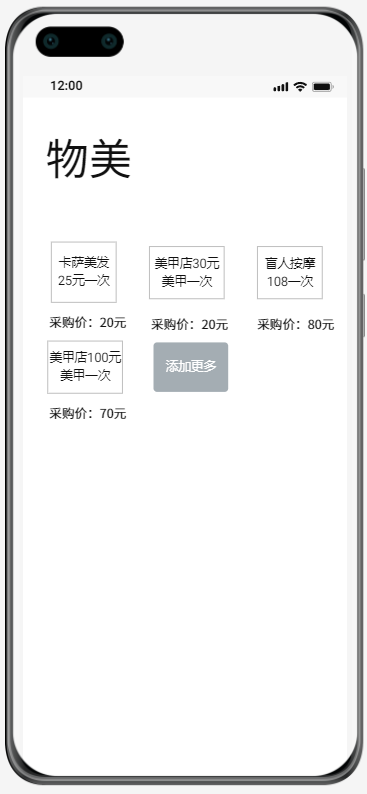 12:00
物美
卡萨美发
25元一次
美甲店30元
美甲一次
盲人按摩
108一次
采购价：20元
采购价：20元
采购价：80元
美甲店100元
美甲一次
添加更多
采购价：70元